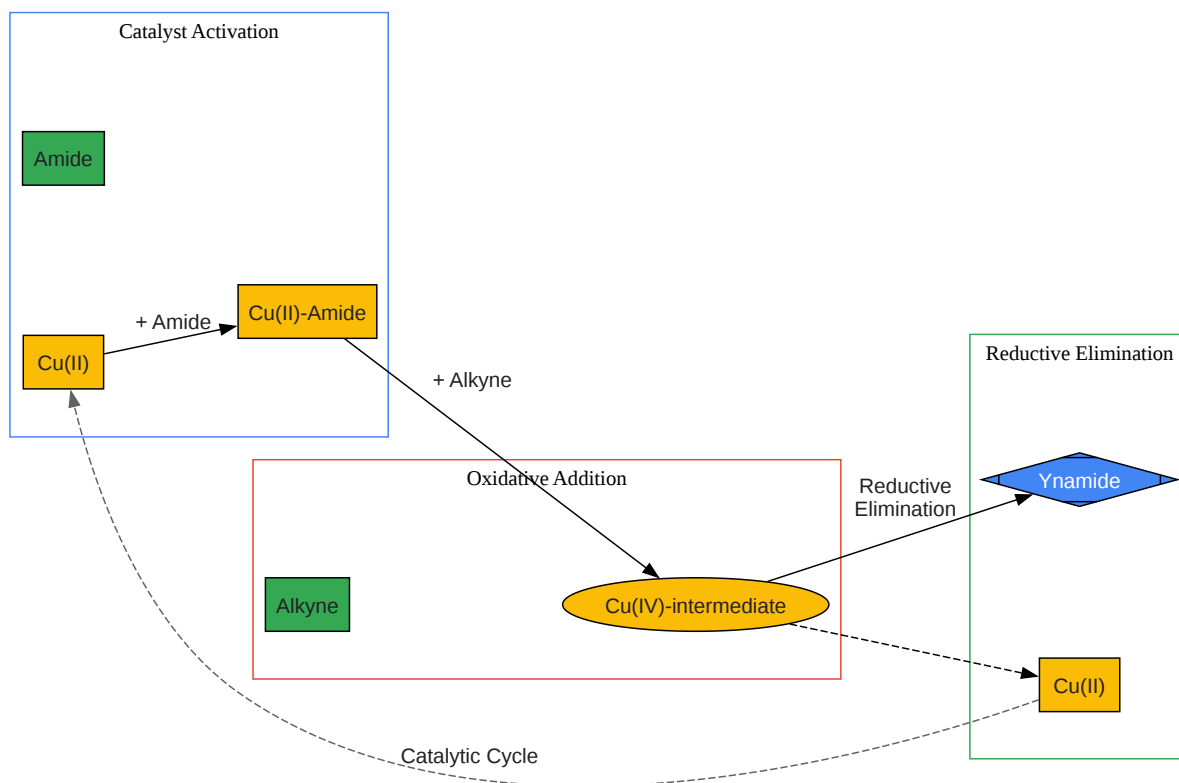 Catalyst Activation
Amide
+ Amide
Cu(II)-Amide
Cu(II)
+ Alkyne
Oxidative Addition
Alkyne
Cu(IV)-intermediate
Reductive
Elimination
Reductive Elimination
Ynamide
Cu(II)
Catalytic Cycle